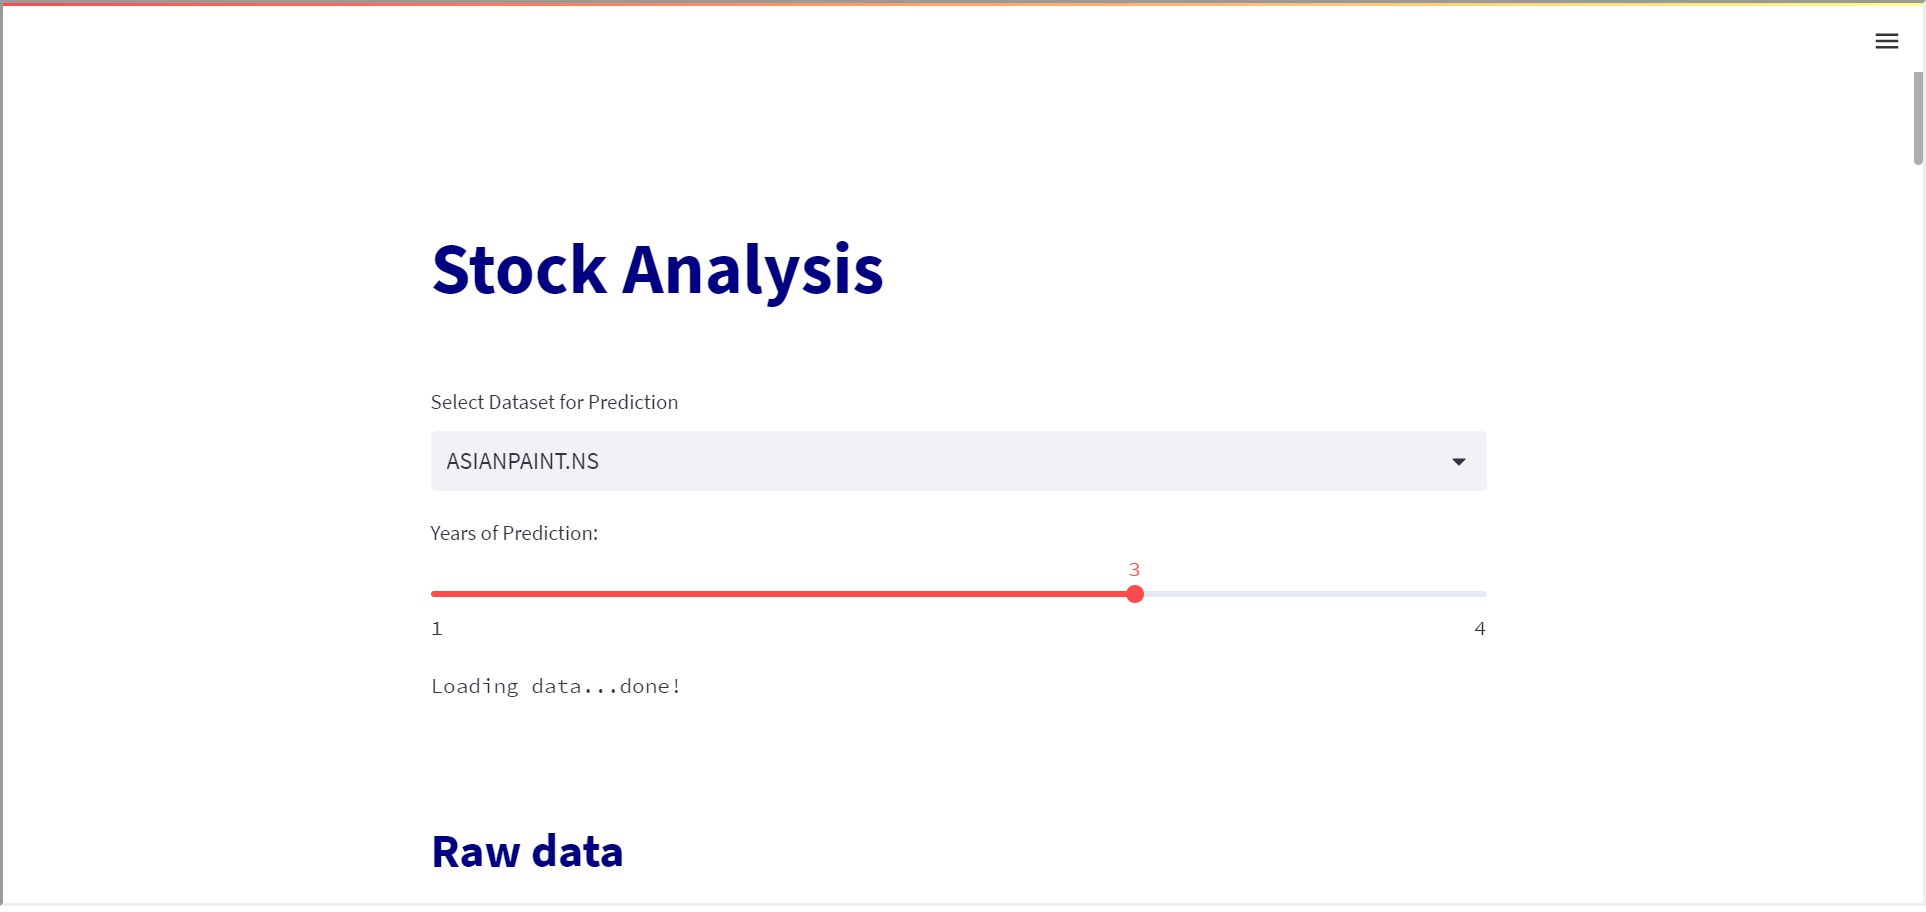 Stock Analysis
Select Dataset for Prediction
ASIANPAINT.NS
Years of Prediction:
3
1 4
Loading data...done!
Raw data